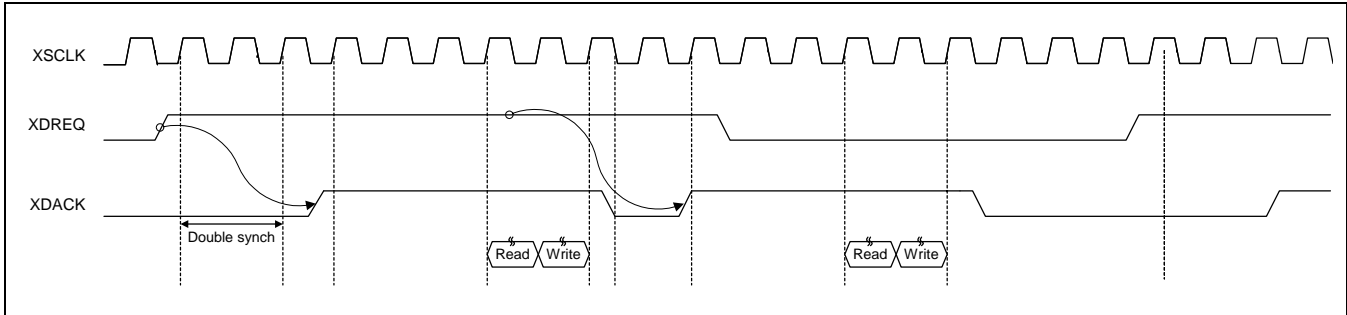 XSCLK
XDREQ
XDACK
Double synch
Read Write Read Write